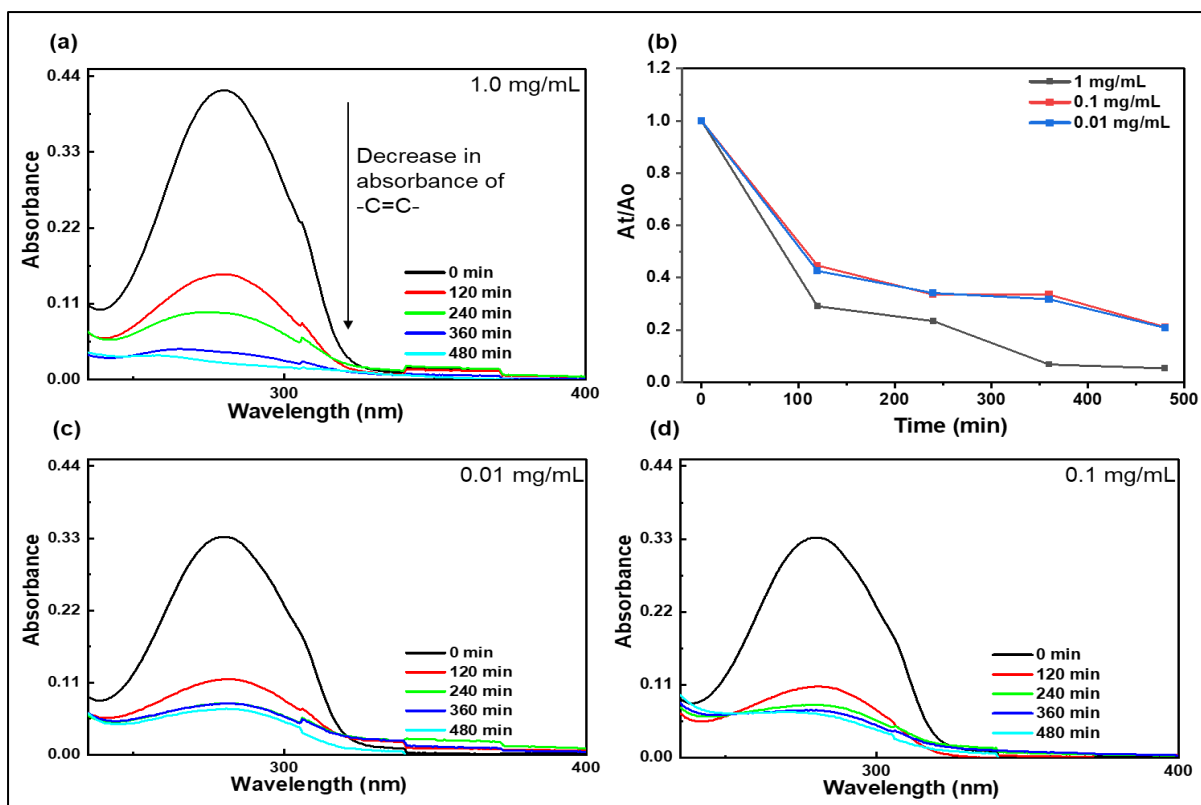 (a)
1.0 mg/mL
Decrease in
absorbance of
-C=C-
0 min
120 min
240 min
360 min
480 min
0.44
0.33
0.22
0.11
0.00
300
400
Absorbance
Wavelength (nm)
(b)
1 mg/mL
0.1 mg/mL
0.01 mg/mL
1.2
1.0
0.8
0.6
0.4
0.2
0.0
0
100
200
300
400
500
At/Ao
Time (min)
(c)
0.01 mg/mL
0 min
120 min
240 min
360 min
480 min
0.44
0.33
0.22
0.11
0.00
300
400
Absorbance
Wavelength (nm)
(d)
0.1 mg/mL
0 min
120 min
240 min
360 min
480 min
0.44
0.33
0.22
0.11
0.00
300
400
Absorbance
Wavelength (nm)